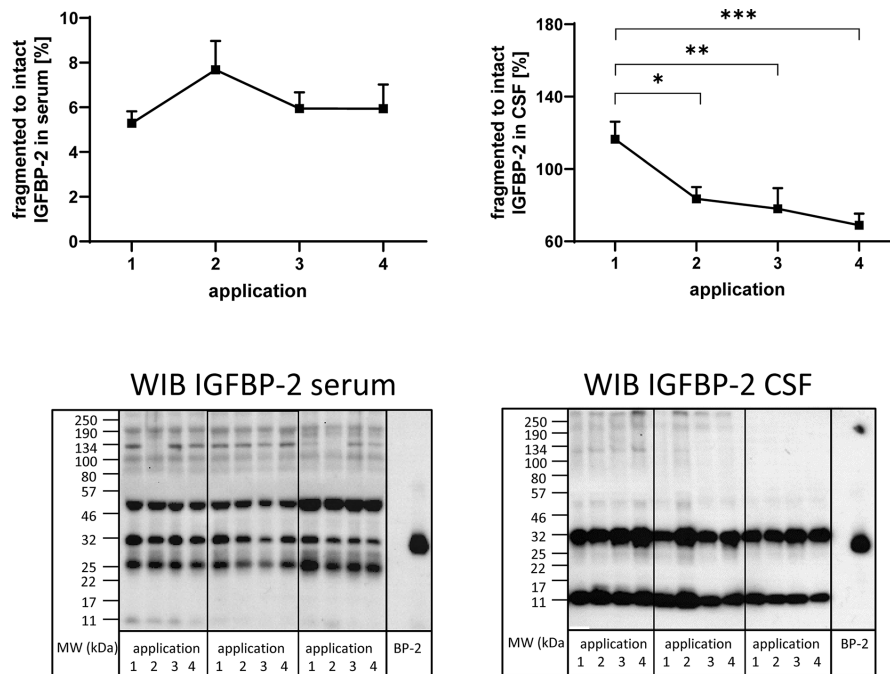 fragmented to intact
IGFBP-2 in serum [%]
10
8
6
4
2
0
1 2 3 4
application
fragmented to intact
IGFBP-2 in CSF [%]
180
140
100
60
***
**
*
1 2 3 4
application
WIB IGFBP-2 serum
250
190
134
100
80
57
46
32
25
22
17
11
MW (kDa)
application application application BP-2
1 2 3 4 1 2 3 4 1 2 3 4
WIB IGFBP-2 CSF
250
190
134
100
80
57
46
32
25
22
17
11
MW (kDa
application application application BP-2
1 2 3 4 1 2 3 4 1 2 3 4